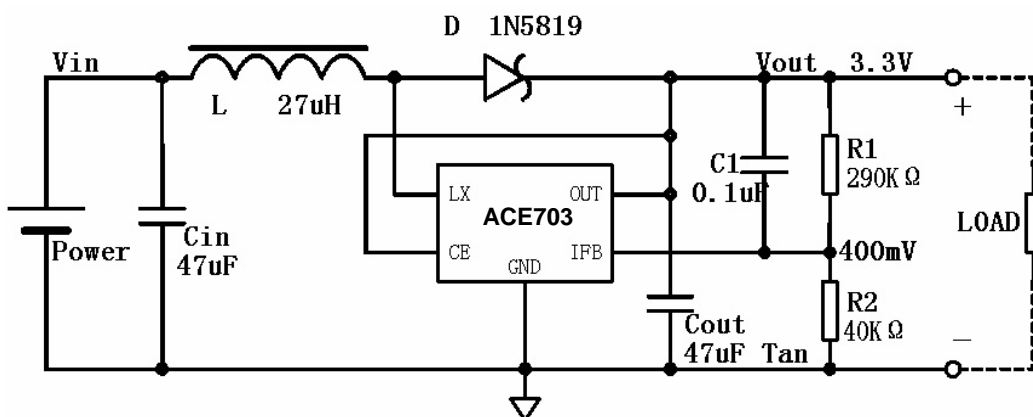 D 1N5819
Vin
Vout 3.3V
L 27uH
+
C1
0.1uF
R1
290KΩ
LX
OUT
ACE703
CE
IFB
GND
Power
Cin
47uF
400mV
LOAD
R2
40KΩ
Cout
47uF Tan
−